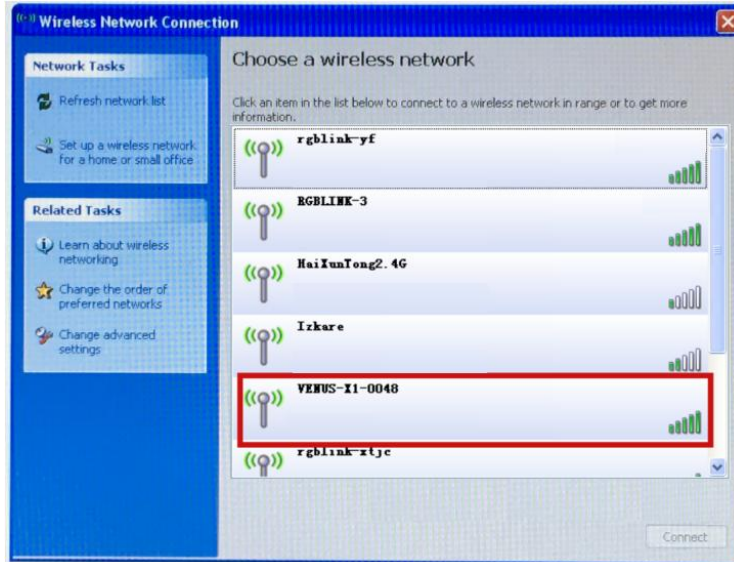 Wireless Network Connection
Network Tasks
Refresh network list
Set up a wireless network
for a home or small office
Related Tasks
Learn about wireless
networking
Change the order of
preferred networks
Change advanced
settings
Choose a wireless network
Click an item in the list below to connect to a wireless network in range or to get more
information.
rgblink-yf
RGBLINK-3
HaiXunTong2.4G
Izkare
VENUS-X1-0048
rgblink-xtjc
Connect